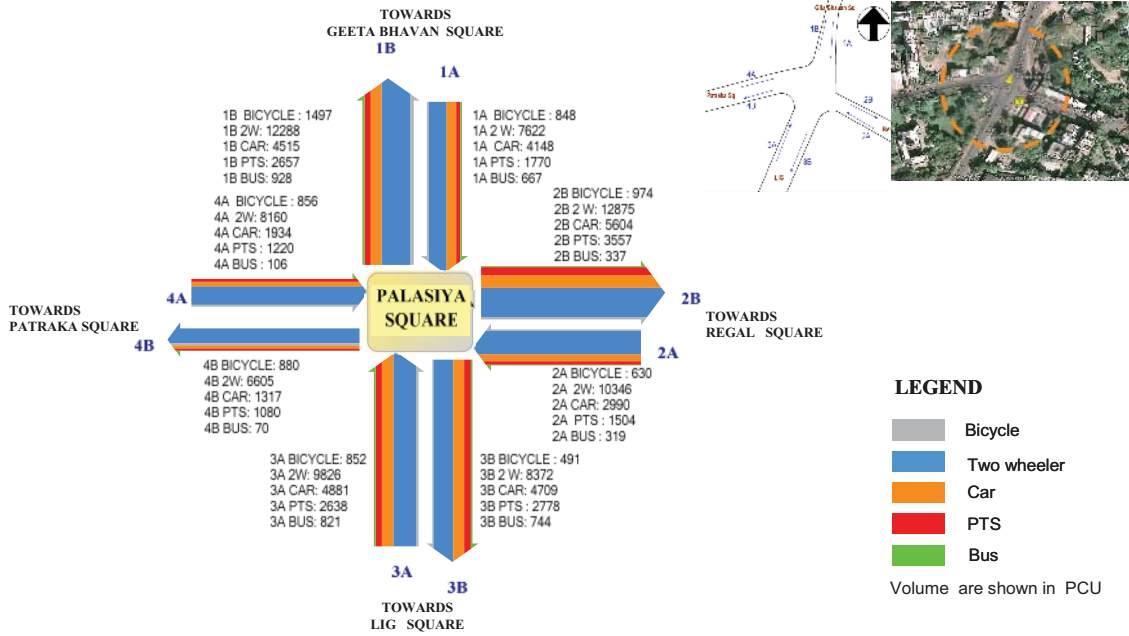 TOWARDS
GEETA BHAVAN SQUARE
1B
1A
1B BICYCLE : 1497
1B 2W: 12288
1B CAR: 4515
1B PTS: 2657
1B BUS: 928
1A BICYCLE : 848
1A 2 W: 7622
1A CAR: 4148
1A PTS : 1770
1A BUS: 667
4A BICYCLE : 856
4A 2W: 8160
4A CAR: 1934
4A PTS : 1220
4A BUS : 106
2B BICYCLE : 974
2B 2 W: 12875
2B CAR: 5604
2B PTS: 3557
2B BUS: 337
4A
TOWARDS
PATRAKA SQUARE
4B
PALASIYA
SQUARE
2B
TOWARDS
REGAL SQUARE
2A
4B BICYCLE: 880
4B 2W: 6605
4B CAR: 1317
4B PTS: 1080
4B BUS: 70
2A BICYCLE : 630
2A 2W: 10346
2A CAR: 2990
2A PTS : 1504
2A BUS : 319
3A BICYCLE: 852
3A 2W: 9826
3A CAR: 4881
3A PTS: 2638
3A BUS: 821
3B BICYCLE : 491
3B 2 W: 8372
3B CAR: 4709
3B PTS : 2778
3B BUS: 744
3A
3B
TOWARDS
LIG SQUARE
1B
1A
4A
2B
2A
3A
3B
LIG
LEGEND
Bicycle
Two wheeler
Car
PTS
Bus
Volume are shown in PCU